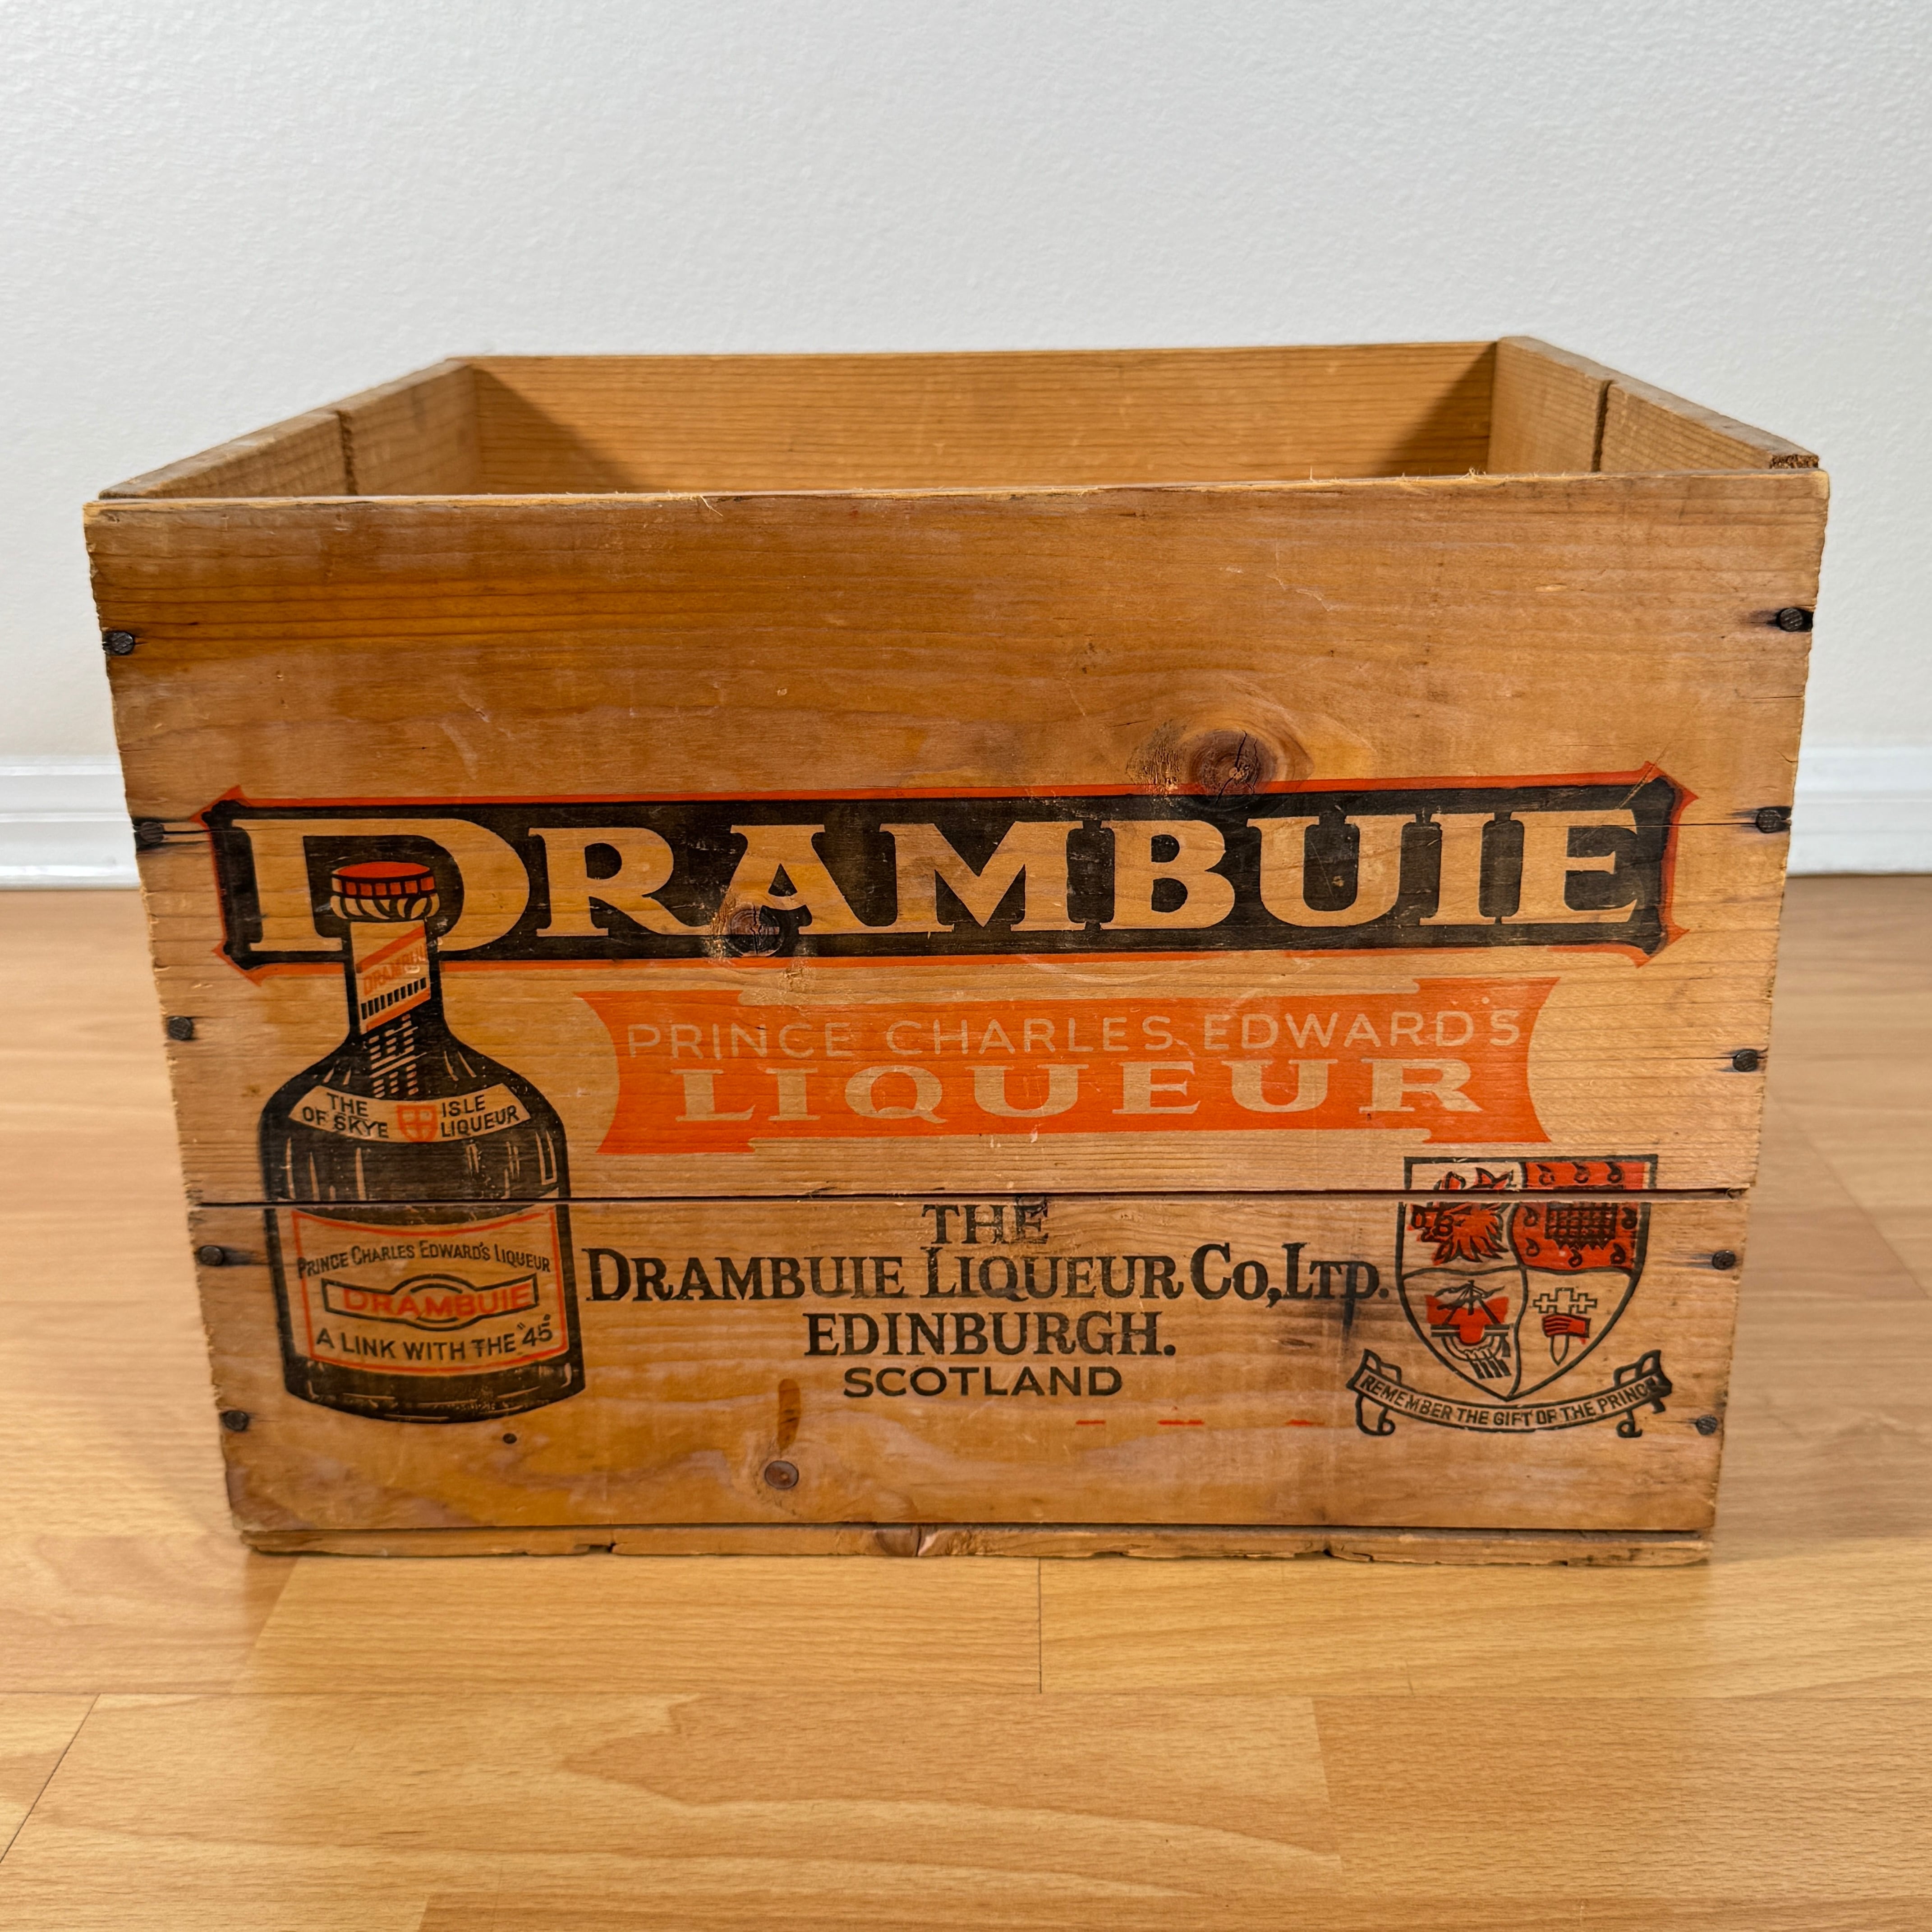 DRAMBUIE
PRINCE CHARLES EDWARD'S
LIQUEUR
DRAMBUIE
THE ISLE
OF SKYE LIQUEUR
PRINCE CHARLES EDWARD'S LIQUEUR
DRAMBUIE
A LINK WITH THE "45"
THE
DRAMBUIE LIQUEUR Co, LTD.
EDINBURGH.
SCOTLAND
REMEMBER THE GIFT OF THE PRINCE